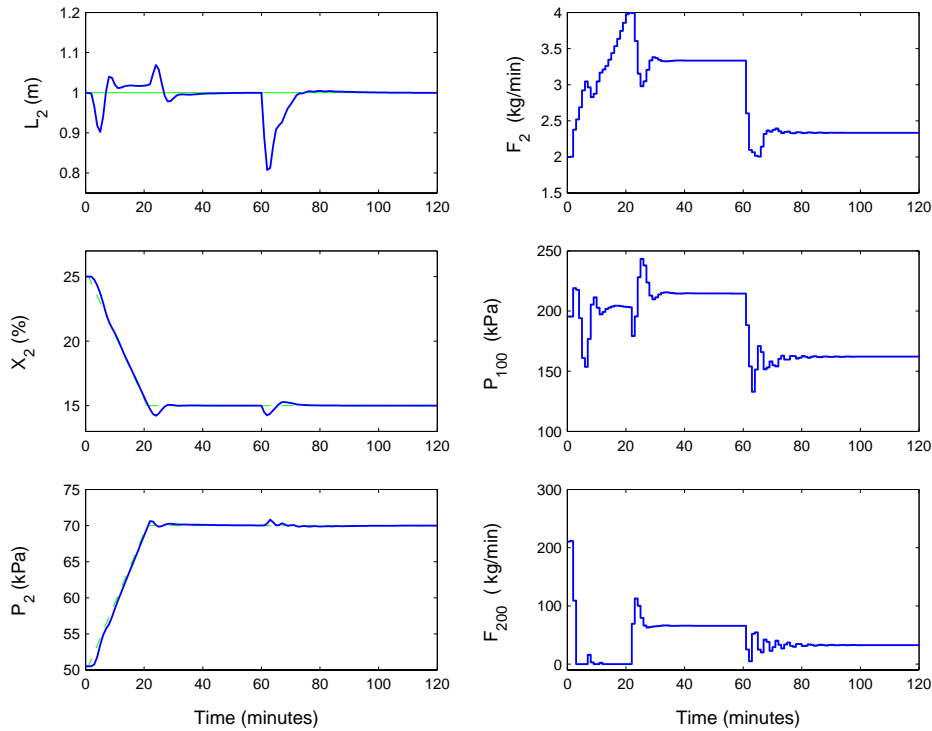 1.2
1.1
1
0.9
0.8
L2 (m)
0 20 40 60 80 100 120
4
3.5
3
2.5
2
1.5
F2 (kg/min)
0 20 40 60 80 100 120
25
20
15
X2 (%)
0 20 40 60 80 100 120
250
200
150
100
P100 (kPa)
0 20 40 60 80 100 120
75
70
65
60
55
50
P2 (kPa)
0 20 40 60 80 100 120
Time (minutes)
300
200
100
0
F200 ( kg/min)
0 20 40 60 80 100 120
Time (minutes)